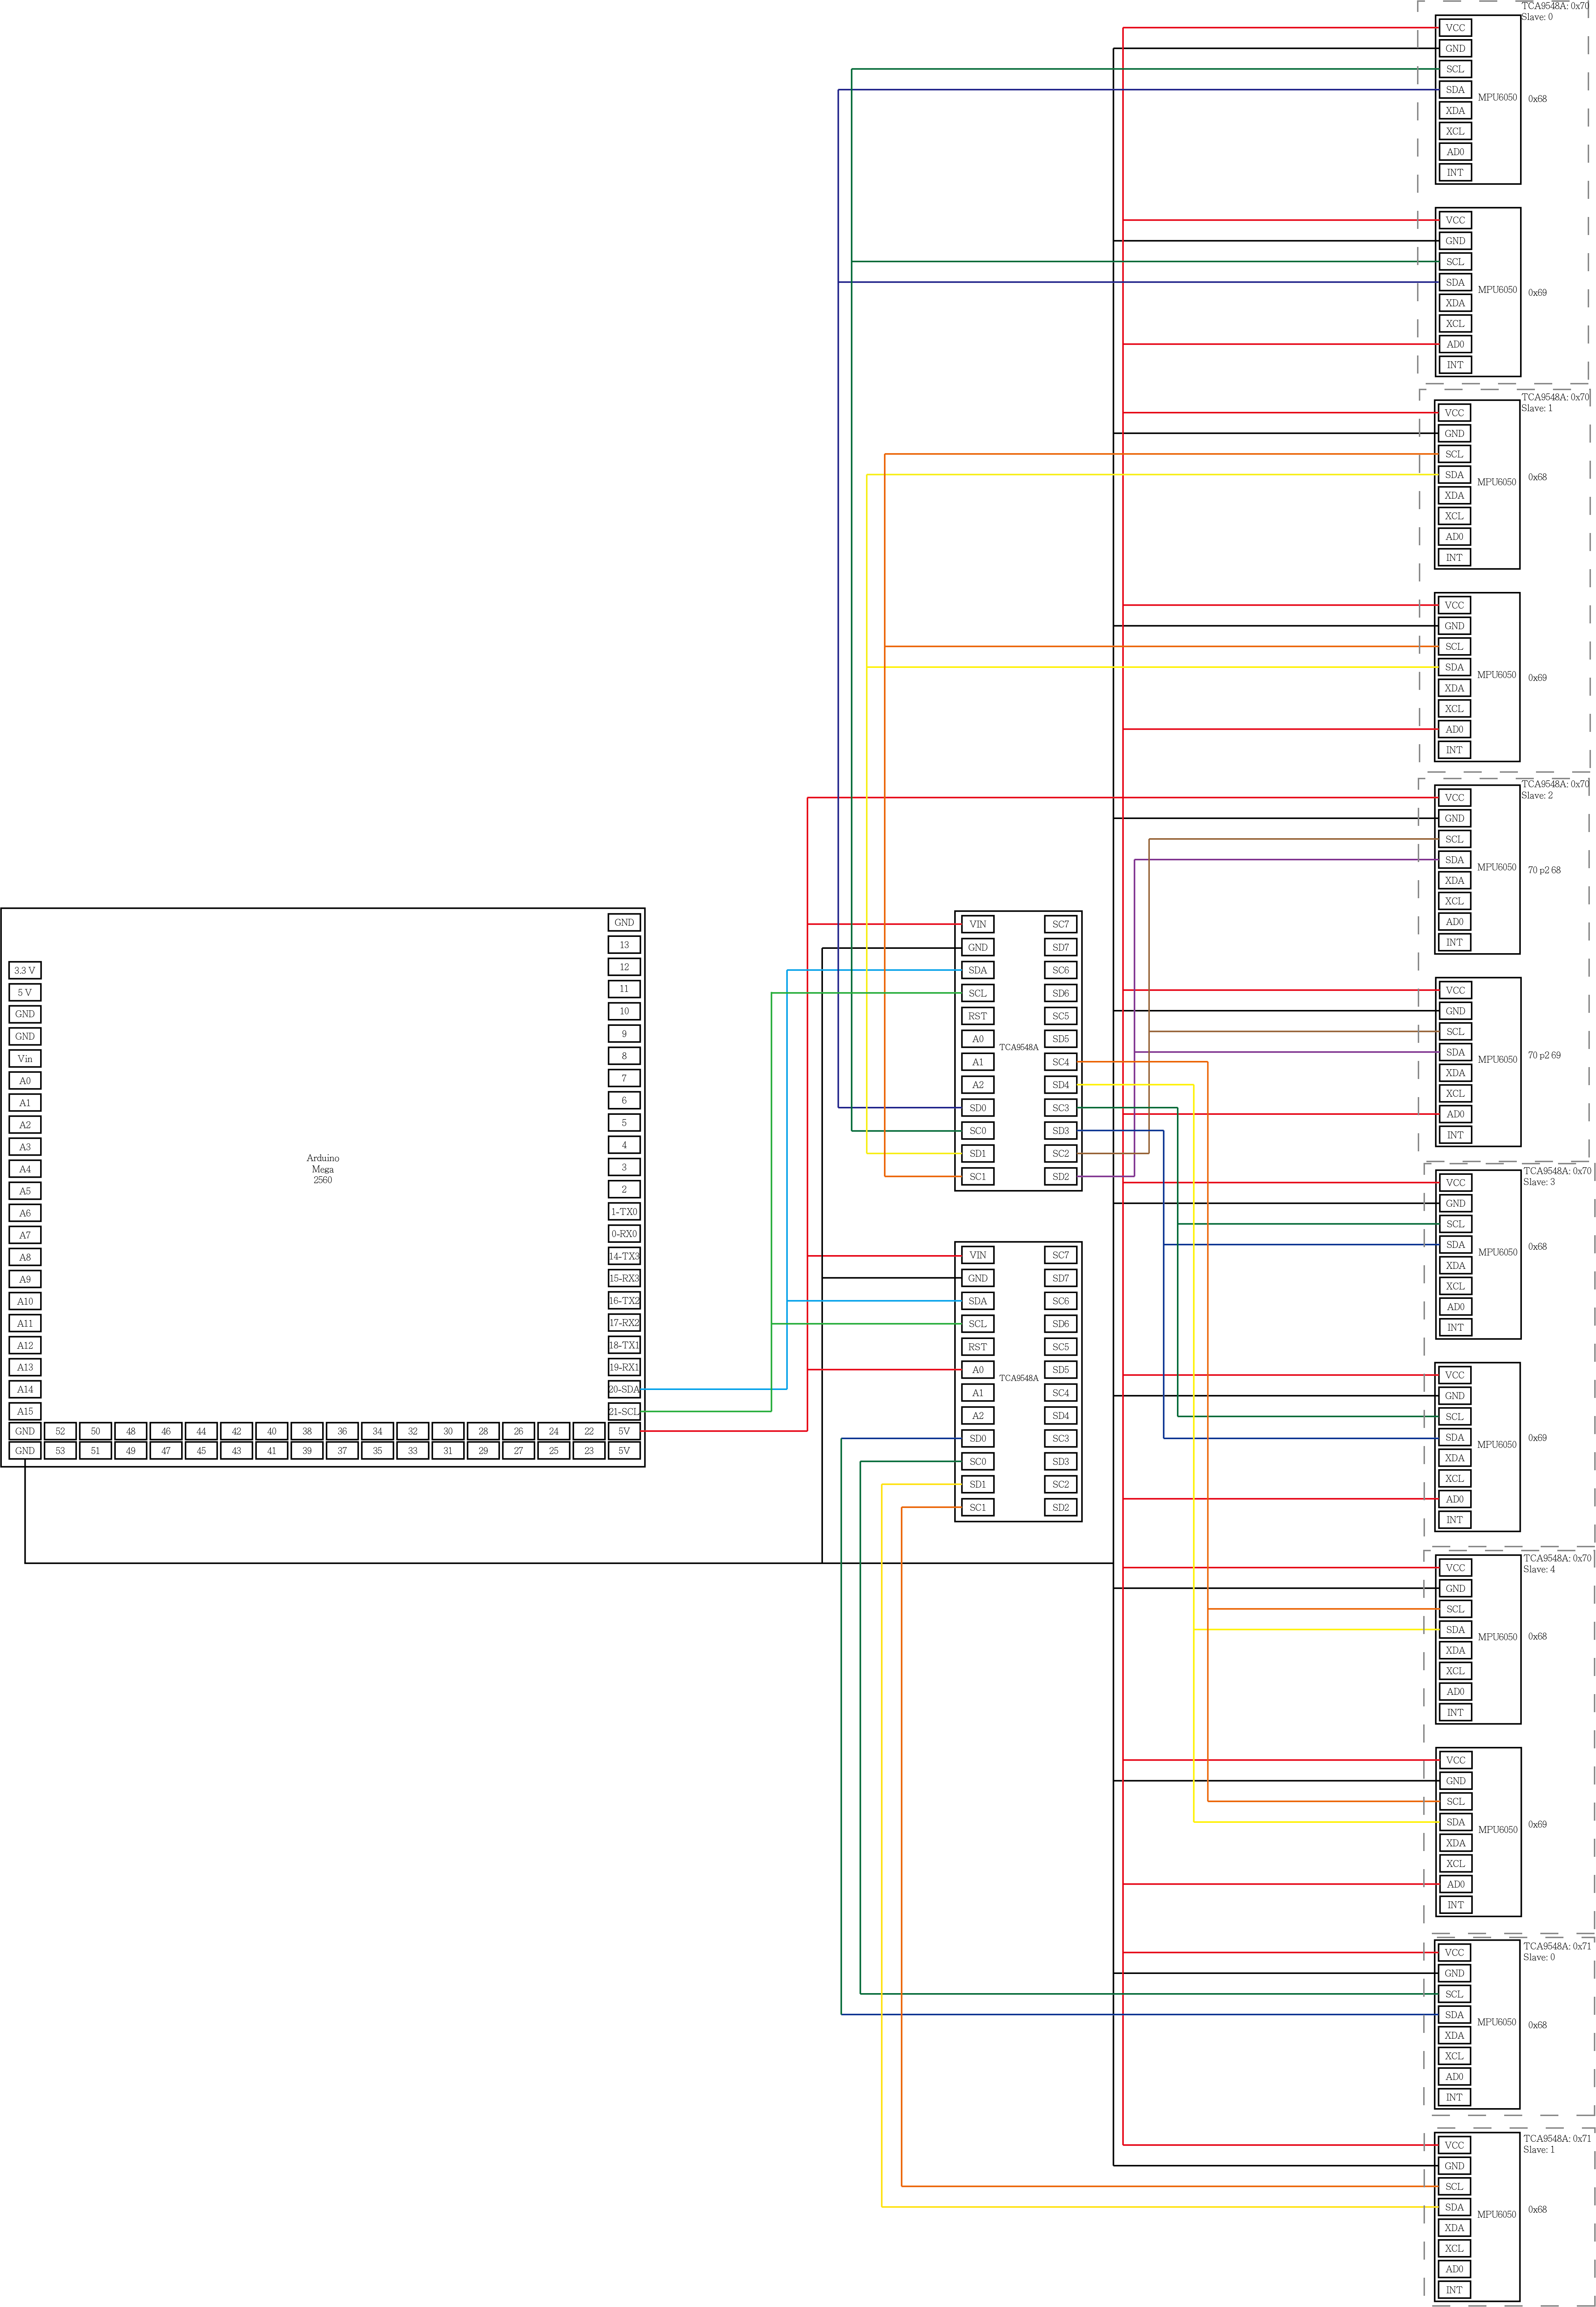 Arduino
Mega
2560
3.3 V
5 V
GND
GND
Vin
A0
A1
A2
A3
A4
A5
A6
A7
A8
A9
A10
A11
A12
A13
A14
A15
GND
13
12
11
10
9
8
7
6
5
4
3
2
1-TX0
0-RX0
14-TX3
15-RX3
16-TX2
17-RX2
18-TX1
19-RX1
20-SDA
21-SCL
GND 52 50 48 46 44 42 40 38 36 34 32 30 28 26 24 22 5V
GND 53 51 49 47 45 43 41 39 37 35 33 31 29 27 25 23 5V
TCA9548A
VIN SC7
GND SD7
SDA SC6
SCL SD6
RST SC5
A0 SD5
A1 SC4
A2 SD4
SD0 SC3
SC0 SD3
SD1 SC2
SC1 SD2
TCA9548A
VIN SC7
GND SD7
SDA SC6
SCL SD6
RST SC5
A0 SD5
A1 SC4
A2 SD4
SD0 SC3
SC0 SD3
SD1 SC2
SC1 SD2
TCA9548A: 0x70
Slave: 0
VCC
GND
SCL
SDA
XDA
XCL
AD0
INT
MPU6050
0x68
VCC
GND
SCL
SDA
XDA
XCL
AD0
INT
MPU6050
0x69
TCA9548A: 0x70
Slave: 1
VCC
GND
SCL
SDA
XDA
XCL
AD0
INT
MPU6050
0x68
VCC
GND
SCL
SDA
XDA
XCL
AD0
INT
MPU6050
0x69
TCA9548A: 0x70
Slave: 2
VCC
GND
SCL
SDA
XDA
XCL
AD0
INT
MPU6050
70 p2 68
VCC
GND
SCL
SDA
XDA
XCL
AD0
INT
MPU6050
70 p2 69
TCA9548A: 0x70
Slave: 3
VCC
GND
SCL
SDA
XDA
XCL
AD0
INT
MPU6050
0x68
VCC
GND
SCL
SDA
XDA
XCL
AD0
INT
MPU6050
0x69
TCA9548A: 0x70
Slave: 4
VCC
GND
SCL
SDA
XDA
XCL
AD0
INT
MPU6050
0x68
VCC
GND
SCL
SDA
XDA
XCL
AD0
INT
MPU6050
0x69
TCA9548A: 0x71
Slave: 0
VCC
GND
SCL
SDA
XDA
XCL
AD0
INT
MPU6050
0x68
TCA9548A: 0x71
Slave: 1
VCC
GND
SCL
SDA
XDA
XCL
AD0
INT
MPU6050
0x68